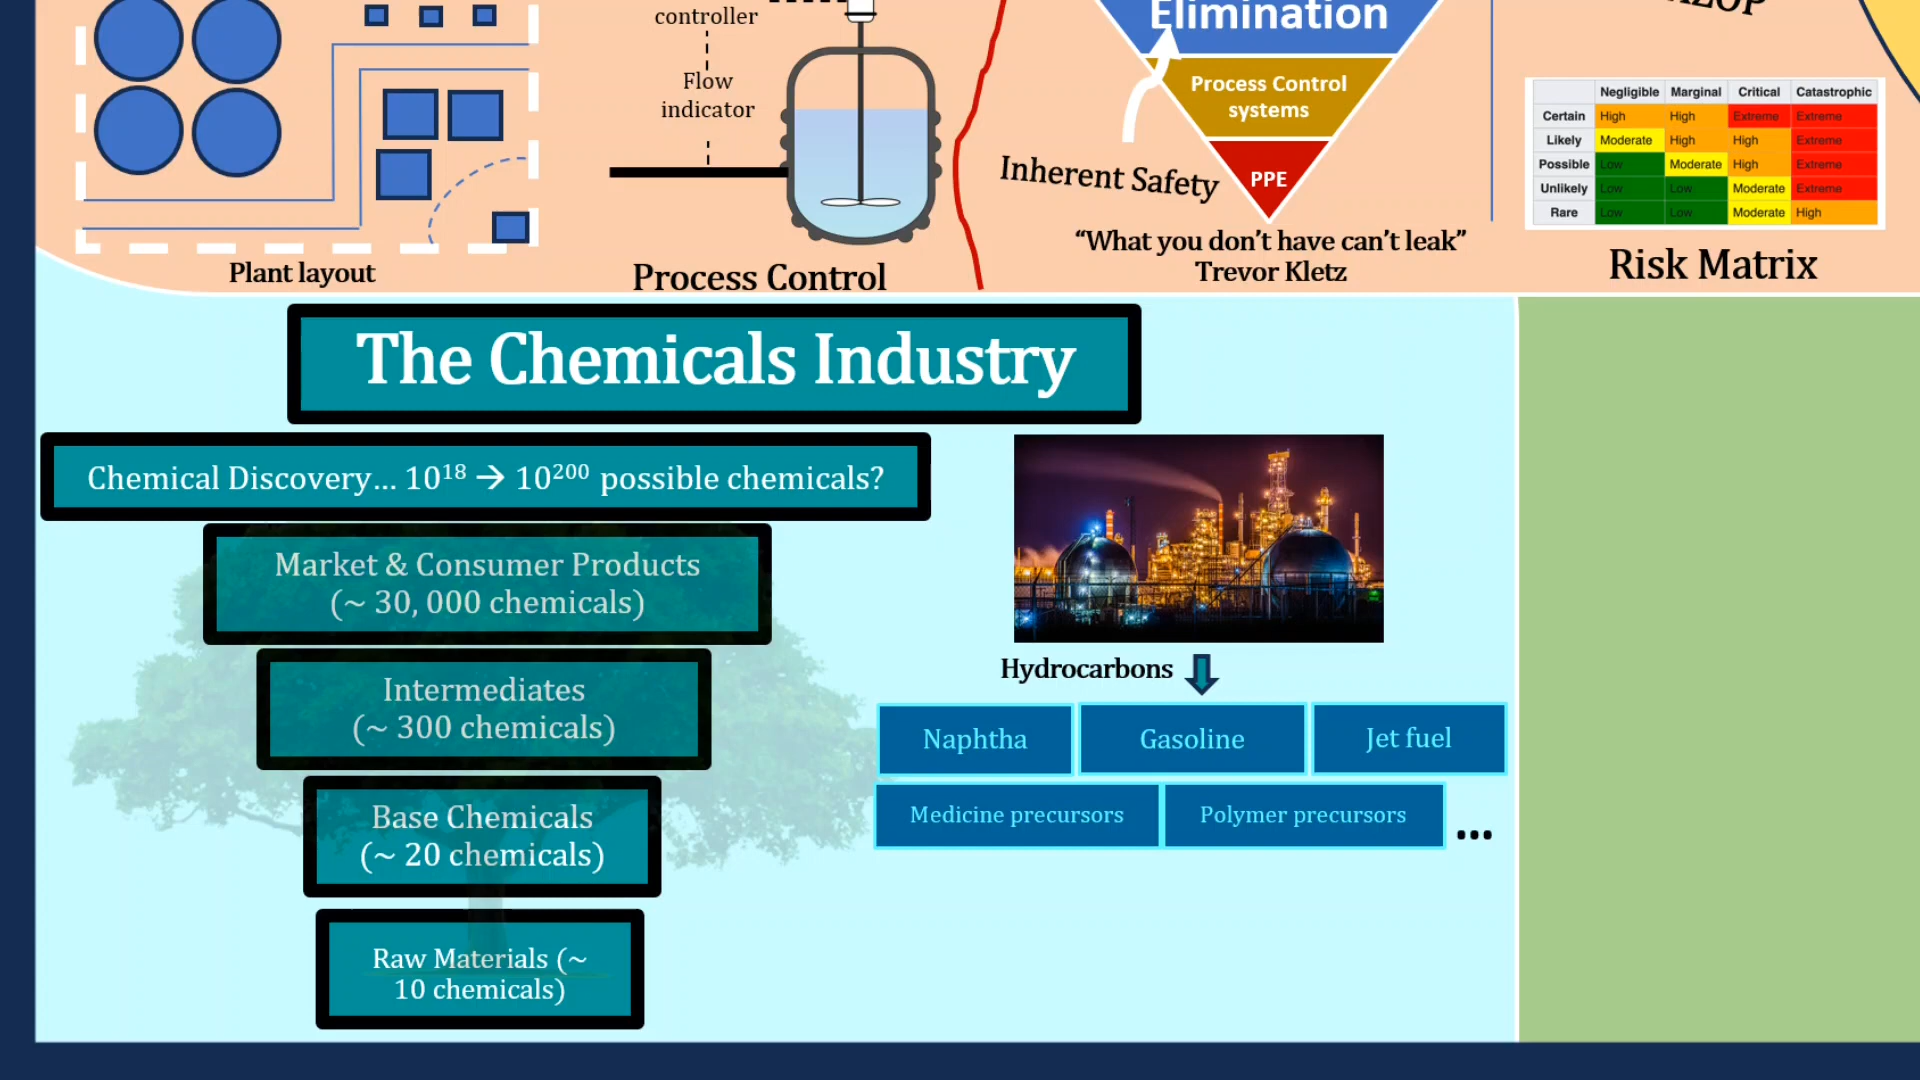 controller
Flow
indicator
Plant layout
Process Control
Elimination
Process Control
systems
PPE
Inherent Safety
“What you don’t have can’t leak”
Trevor Kletz
Negligible Marginal Critical Catastrophic
Certain High High Extreme Extreme
Likely Moderate High High Extreme
Possible Low Moderate High Extreme
Unlikely Low Low Moderate Extreme
Rare Low Low Moderate High
Risk Matrix
The Chemicals Industry
Chemical Discovery... 10¹⁸ → 10²⁰⁰ possible chemicals?
Market & Consumer Products
(~ 30, 000 chemicals)
Intermediates
(~ 300 chemicals)
Base Chemicals
(~ 20 chemicals)
Raw Materials (~
10 chemicals)
Hydrocarbons
Naphtha
Gasoline
Jet fuel
Medicine precursors
Polymer precursors
...